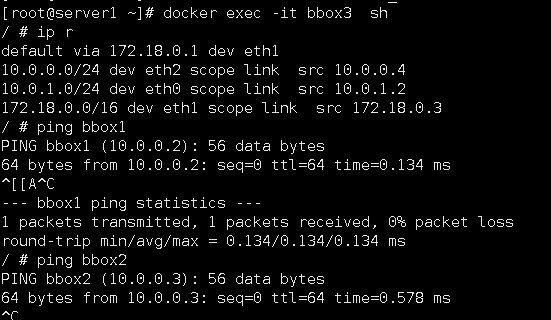 [root@server1 ~]# docker exec -it bbox3  sh
/ # ip r
default via 172.18.0.1 dev eth1
10.0.0.0/24 dev eth2 scope link  src 10.0.0.4
10.0.1.0/24 dev eth0 scope link  src 10.0.1.2
172.18.0.0/16 dev eth1 scope link  src 172.18.0.3
/ # ping bbox1
PING bbox1 (10.0.0.2): 56 data bytes
64 bytes from 10.0.0.2: seq=0 ttl=64 time=0.134 ms
^[[A^C
--- bbox1 ping statistics ---
1 packets transmitted, 1 packets received, 0% packet loss
round-trip min/avg/max = 0.134/0.134/0.134 ms
/ # ping bbox2
PING bbox2 (10.0.0.3): 56 data bytes
64 bytes from 10.0.0.3: seq=0 ttl=64 time=0.578 ms
^C